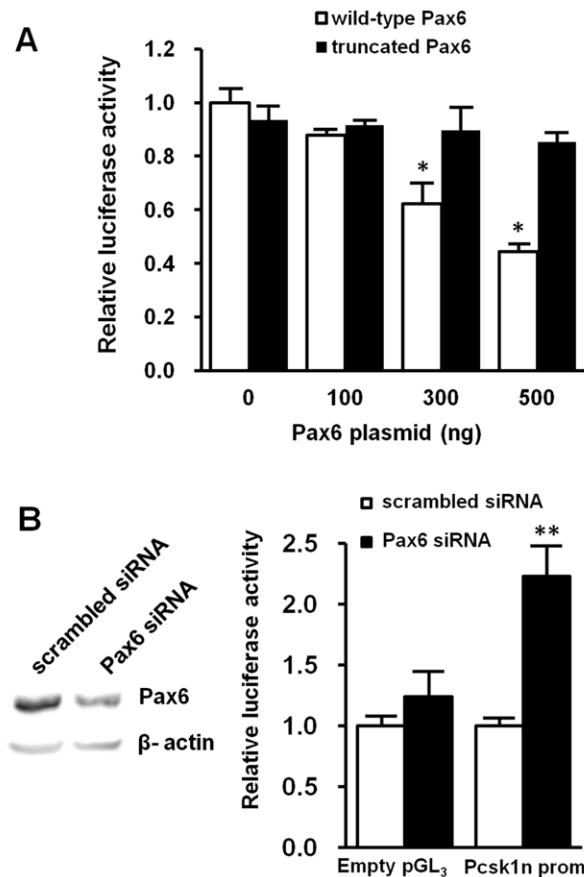 A
wild-type Pax6
truncated Pax6
Relative luciferase activity
1.2
1.0
0.8
0.6
0.4
0.2
0.0
*
*
0 100 300 500
Pax6 plasmid (ng)
B
scrambled siRNA
Pax6 siRNA
Pax6
β- actin
scrambled siRNA
Pax6 siRNA
**
Relative luciferase activity
2.5
2.0
1.5
1.0
0.5
0.0
Empty pGL₃ Pcsk1n prom